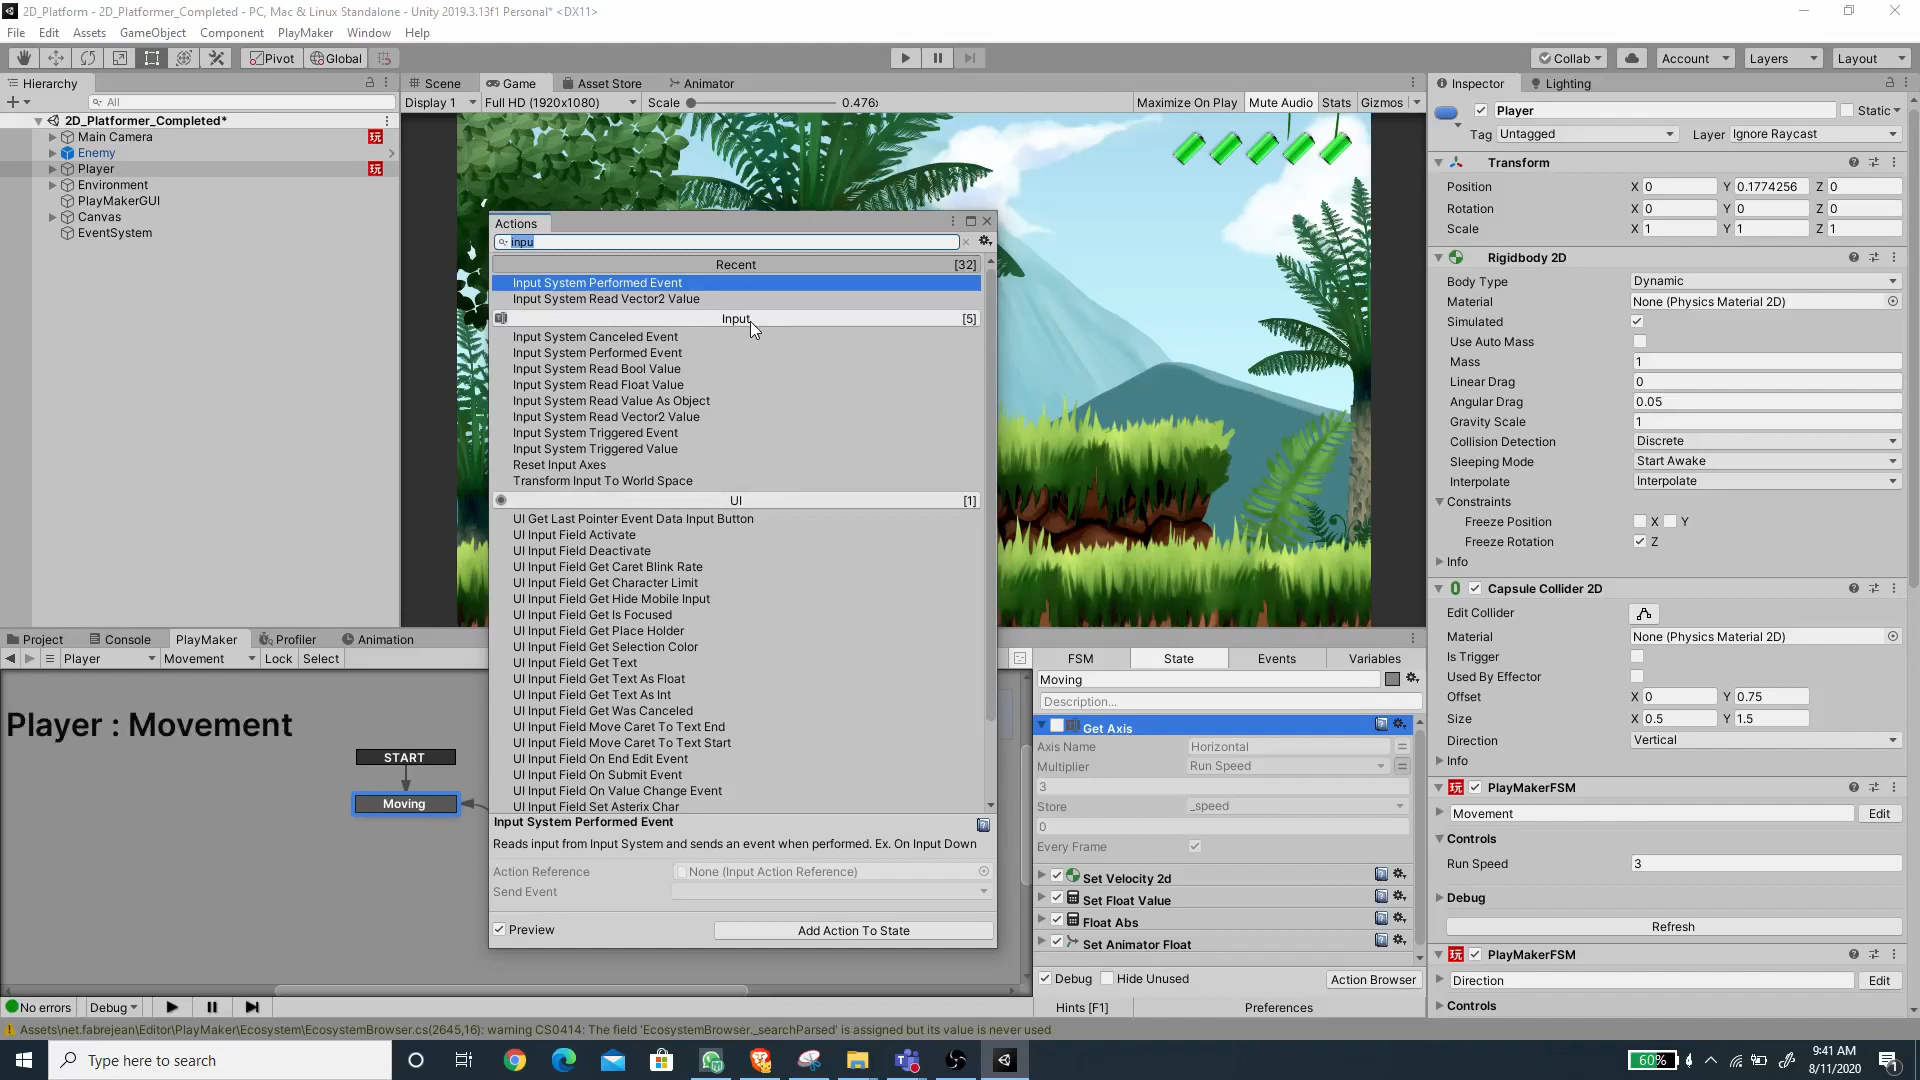 2D_Platform - 2D_Platformer_Completed - PC, Mac & Linux Standalone - Unity 2019.3.13f1 Personal* <DX11>
File Edit Assets GameObject Component PlayMaker Window Help
Pivot Global Collab Account Layers Layout
Hierarchy
All
2D_Platformer_Completed*
Main Camera 玩
Enemy
Player 玩
Environment
PlayMakerGUI
Canvas
EventSystem
Scene Game Asset Store Animator
Display 1 Full HD (1920x1080) Scale 0.476x Maximize On Play Mute Audio Stats Gizmos
Actions
inpu
Recent [32]
Input System Performed Event
Input System Read Vector2 Value
Input [5]
Input System Canceled Event
Input System Performed Event
Input System Read Bool Value
Input System Read Float Value
Input System Read Value As Object
Input System Read Vector2 Value
Input System Triggered Event
Input System Triggered Value
Reset Input Axes
Transform Input To World Space
UI [1]
UI Get Last Pointer Event Data Input Button
UI Input Field Activate
UI Input Field Deactivate
UI Input Field Get Caret Blink Rate
UI Input Field Get Character Limit
UI Input Field Get Hide Mobile Input
UI Input Field Get Is Focused
UI Input Field Get Place Holder
UI Input Field Get Selection Color
UI Input Field Get Text
UI Input Field Get Text As Float
UI Input Field Get Text As Int
UI Input Field Get Was Canceled
UI Input Field Move Caret To Text End
UI Input Field Move Caret To Text Start
UI Input Field On End Edit Event
UI Input Field On Submit Event
UI Input Field On Value Change Event
UI Input Field Set Asterix Char
Input System Performed Event
Reads input from Input System and sends an event when performed. Ex. On Input Down
Action Reference None (Input Action Reference)
Send Event
Preview Add Action To State
Project Console PlayMaker Profiler Animation
Player Movement Lock Select
Player : Movement
START
Moving
No errors Debug
FSM State Events Variables
Moving
Description...
Get Axis
Axis Name Horizontal
Multiplier Run Speed
3
Store _speed
0
Every Frame
Set Velocity 2d
Set Float Value
Float Abs
Set Animator Float
Debug Hide Unused Action Browser
Hints [F1] Preferences
Inspector Lighting
Player Static
Tag Untagged Layer Ignore Raycast
Transform
Position X 0 Y 0.1774256 Z 0
Rotation X 0 Y 0 Z 0
Scale X 1 Y 1 Z 1
Rigidbody 2D
Body Type Dynamic
Material None (Physics Material 2D)
Simulated
Use Auto Mass
Mass 1
Linear Drag 0
Angular Drag 0.05
Gravity Scale 1
Collision Detection Discrete
Sleeping Mode Start Awake
Interpolate Interpolate
Constraints
Freeze Position X Y
Freeze Rotation Z
Info
Capsule Collider 2D
Edit Collider
Material None (Physics Material 2D)
Is Trigger
Used By Effector
Offset X 0 Y 0.75
Size X 0.5 Y 1.5
Direction Vertical
Info
玩 PlayMakerFSM
Movement Edit
Controls
Run Speed 3
Debug
Refresh
玩 PlayMakerFSM
Direction Edit
Controls
Assets\net.fabrejean\Editor\PlayMaker\Ecosystem\EcosystemBrowser.cs(2645,16): warning CS0414: The field 'EcosystemBrowser._searchParsed' is assigned but its value is never used
Type here to search
60%
9:41 AM
8/11/2020
1